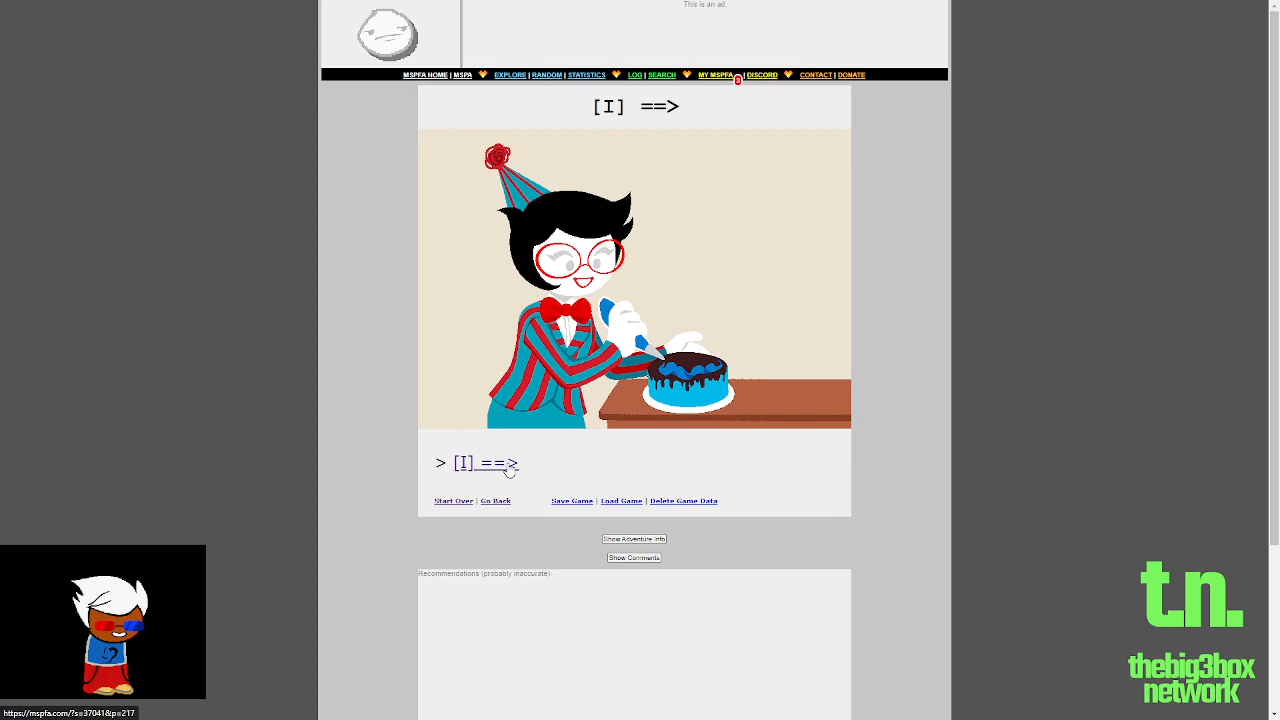 This is an ad.
MSPFA HOME | MSPA EXPLORE | RANDOM | STATISTICS LOG | SEARCH MY MSPFA | DISCORD CONTACT | DONATE
3
[I] ==>
> [I] ==>
Start Over | Go Back Save Game | Load Game | Delete Game Data
Show Adventure Info
Show Comments
Recommendations (probably inaccurate):
t.n.
thebig3box
network
https://mspfa.com/?s=37041&p=217